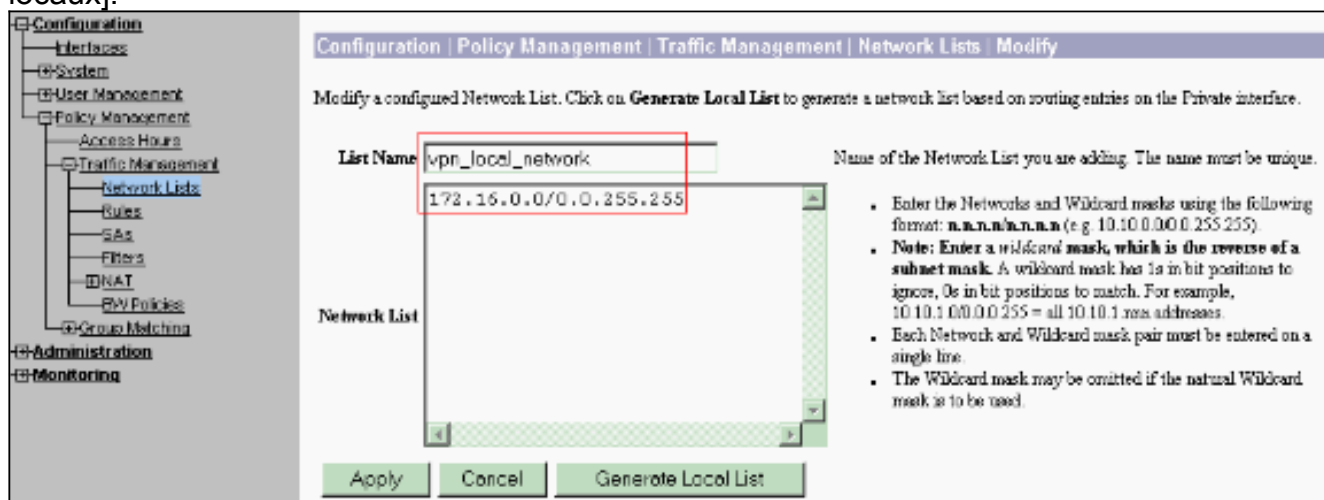 locaux].
Configuration
Interfaces
System
User Management
Policy Management
Access Hours
Traffic Management
Network Lists
Rules
SAs
Filters
NAT
BW Policies
Group Matching
Administration
Monitoring
Configuration | Policy Management | Traffic Management | Network Lists | Modify
Modify a configured Network List. Click on Generate Local List to generate a network list based on routing entries on the Private interface.
List Name
vpn_local_network
Name of the Network List you are adding. The name must be unique.
Network List
172.16.0.0/0.0.255.255
• Enter the Networks and Wildcard masks using the following
format: n.n.n.n/n.n.n.n (e.g. 10.10.0.0/0.0.255.255).
• Note: Enter a wildcard mask, which is the reverse of a
subnet mask. A wildcard mask has 1s in bit positions to
ignore, 0s in bit positions to match. For example,
10.10.1.0/0.0.0.255 = all 10.10.1.nnn addresses.
• Each Network and Wildcard mask pair must be entered on a
single line.
• The Wildcard mask may be omitted if the natural Wildcard
mask is to be used.
Apply
Cancel
Generate Local List